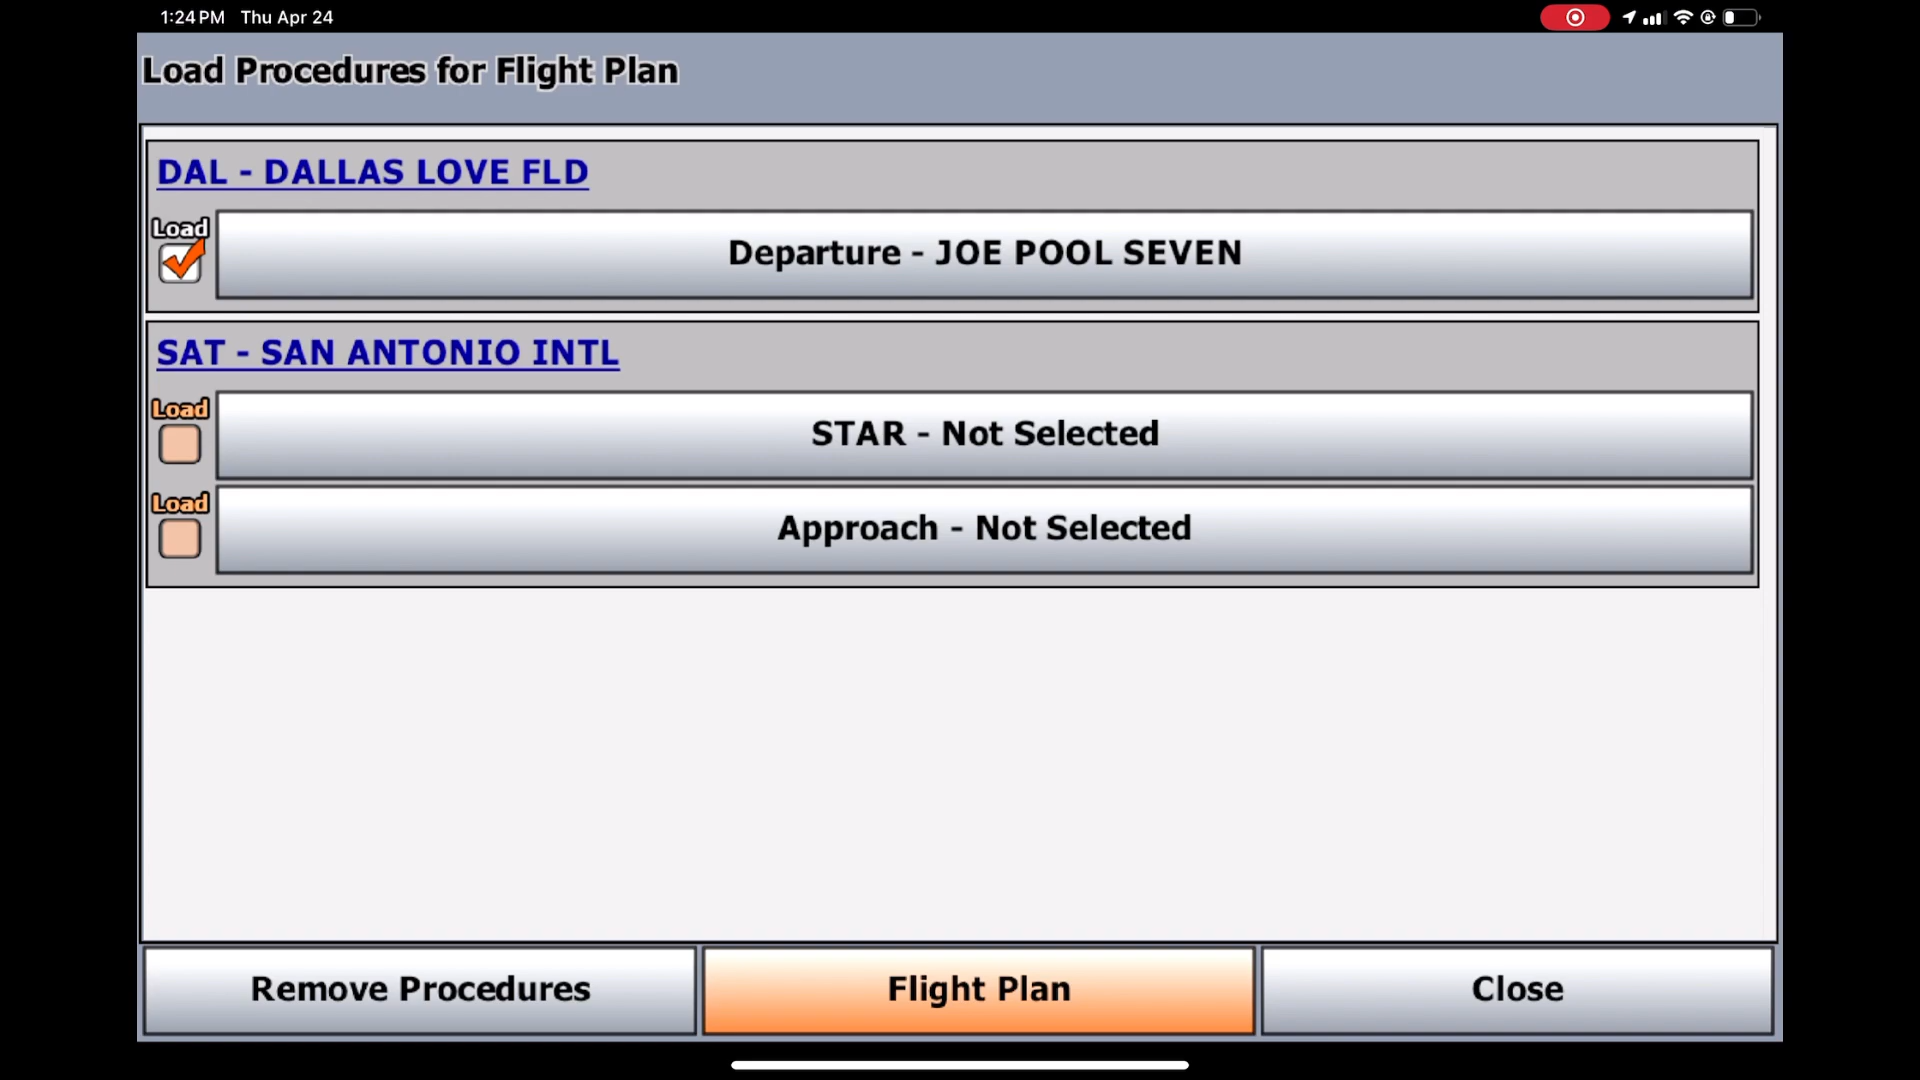 1:24 PM Thu Apr 24
Load Procedures for Flight Plan
DAL - DALLAS LOVE FLD
Load
Departure - JOE POOL SEVEN
SAT - SAN ANTONIO INTL
Load
STAR - Not Selected
Load
Approach - Not Selected
Remove Procedures
Flight Plan
Close